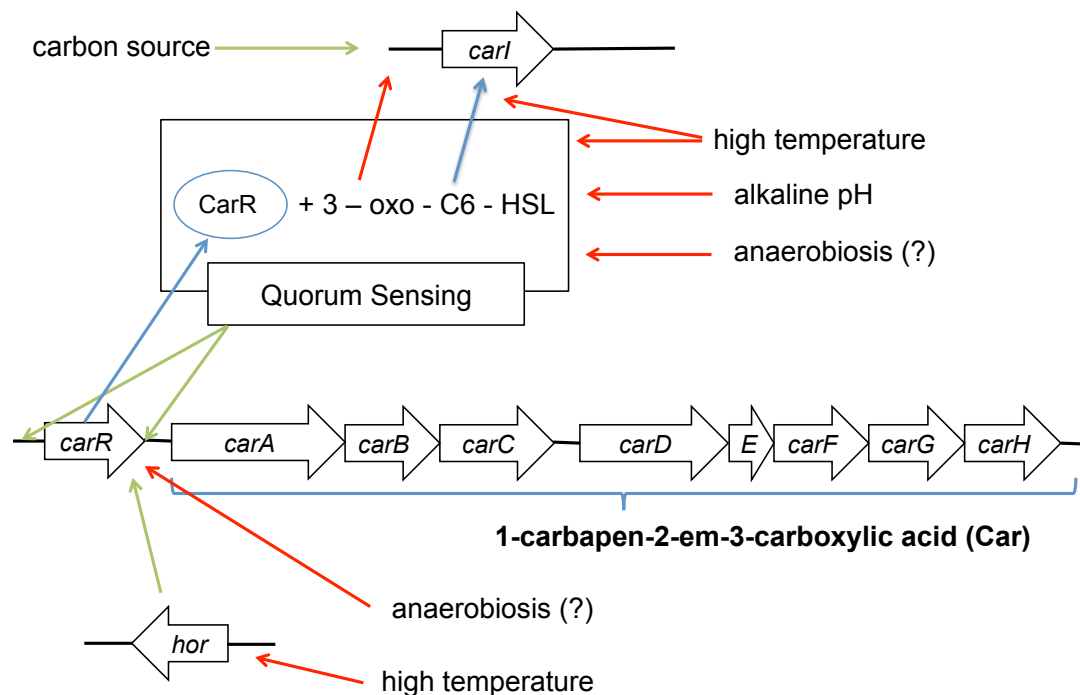 carbon source
carI
high temperature
CarR + 3 – oxo - C6 - HSL
alkaline pH
anaerobiosis (?)
Quorum Sensing
carR carA carB carC carD E carF carG carH
1-carbapen-2-em-3-carboxylic acid (Car)
anaerobiosis (?)
hor
high temperature